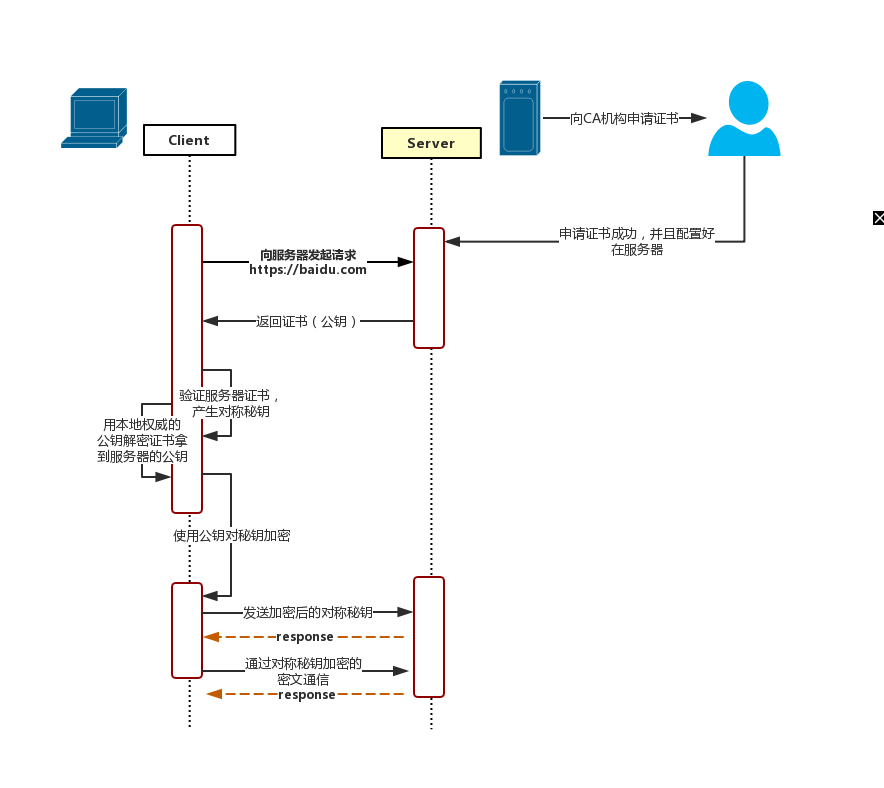 向CA机构申请证书
Client
Server
申请证书成功，并且配置好
在服务器
向服务器发起请求
https://baidu.com
返回证书（公钥）
验证服务器证书，
产生对称秘钥
用本地权威的
公钥解密证书拿
到服务器的公钥
使用公钥对秘钥加密
发送加密后的对称秘钥
response
通过对称秘钥加密的
密文通信
response